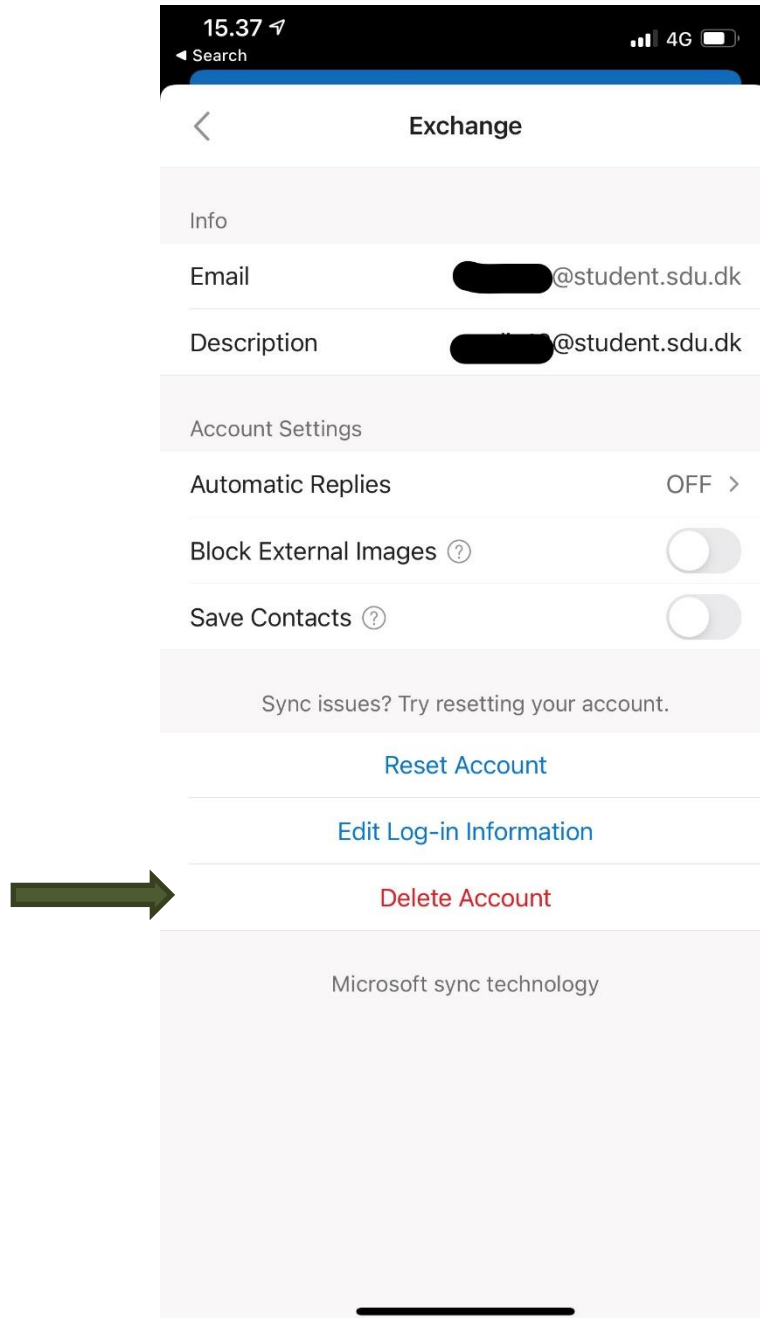 15.37
4G
◀ Search
Exchange
Info
Email @student.sdu.dk
Description @student.sdu.dk
Account Settings
Automatic Replies OFF >
Block External Images ?
Save Contacts ?
Sync issues? Try resetting your account.
Reset Account
Edit Log-in Information
Delete Account
Microsoft sync technology